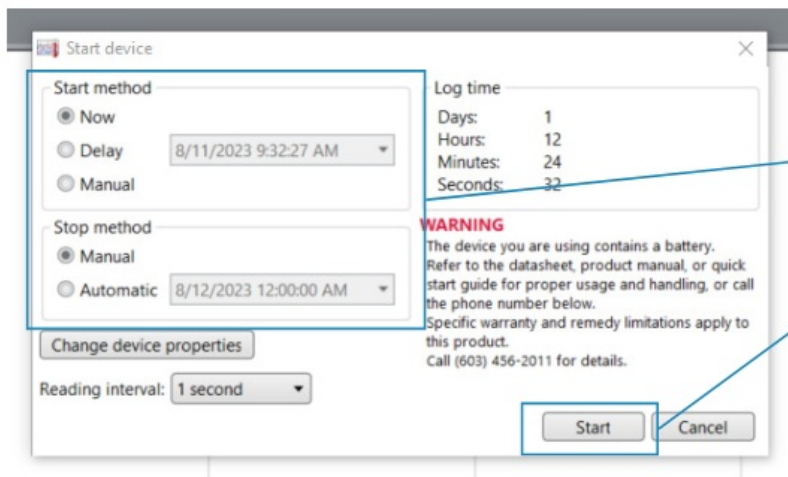 Start device
Start method
Now
Delay 8/11/2023 9:32:27 AM
Manual
Stop method
Manual
Automatic 8/12/2023 12:00:00 AM
Change device properties
Reading interval: 1 second
Log time
Days: 1
Hours: 12
Minutes: 24
Seconds: 32
WARNING
The device you are using contains a battery.
Refer to the datasheet, product manual, or quick
start guide for proper usage and handling, or call
the phone number below.
Specific warranty and remedy limitations apply to
this product.
Call (603) 456-2011 for details.
Start Cancel